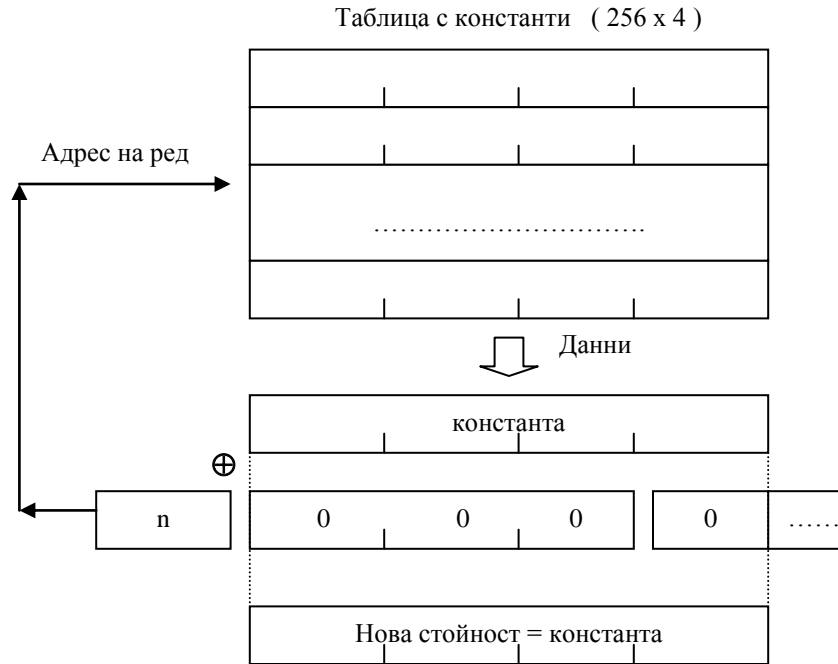 Таблица с константи ( 256 x 4 )
Адрес на ред
…………………………….
Данни
константа
⊕
n 0 0 0 0 ……
Нова стойност = константа